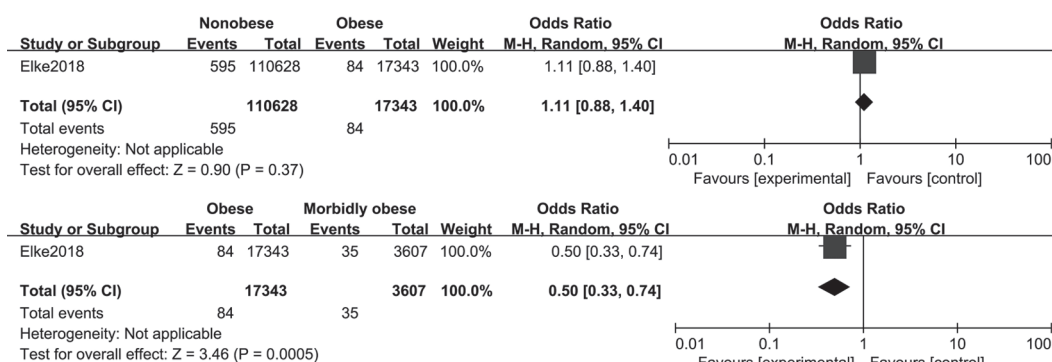 Nonobese Obese Odds Ratio Odds Ratio
Study or Subgroup Events Total Events Total Weight M-H, Random, 95% CI M-H, Random, 95% CI
Elke2018 595 110628 84 17343 100.0% 1.11 [0.88, 1.40]
Total (95% CI) 110628 17343 100.0% 1.11 [0.88, 1.40]
Total events 595 84
Heterogeneity: Not applicable
Test for overall effect: Z = 0.90 (P = 0.37)
0.01 0.1 1 10 100
Favours [experimental] Favours [control]
Obese Morbidly obese Odds Ratio Odds Ratio
Study or Subgroup Events Total Events Total Weight M-H, Random, 95% CI M-H, Random, 95% CI
Elke2018 84 17343 35 3607 100.0% 0.50 [0.33, 0.74]
Total (95% CI) 17343 3607 100.0% 0.50 [0.33, 0.74]
Total events 84 35
Heterogeneity: Not applicable
Test for overall effect: Z = 3.46 (P = 0.0005)
0.01 0.1 1 10 100
Favours [experimental] Favours [control]